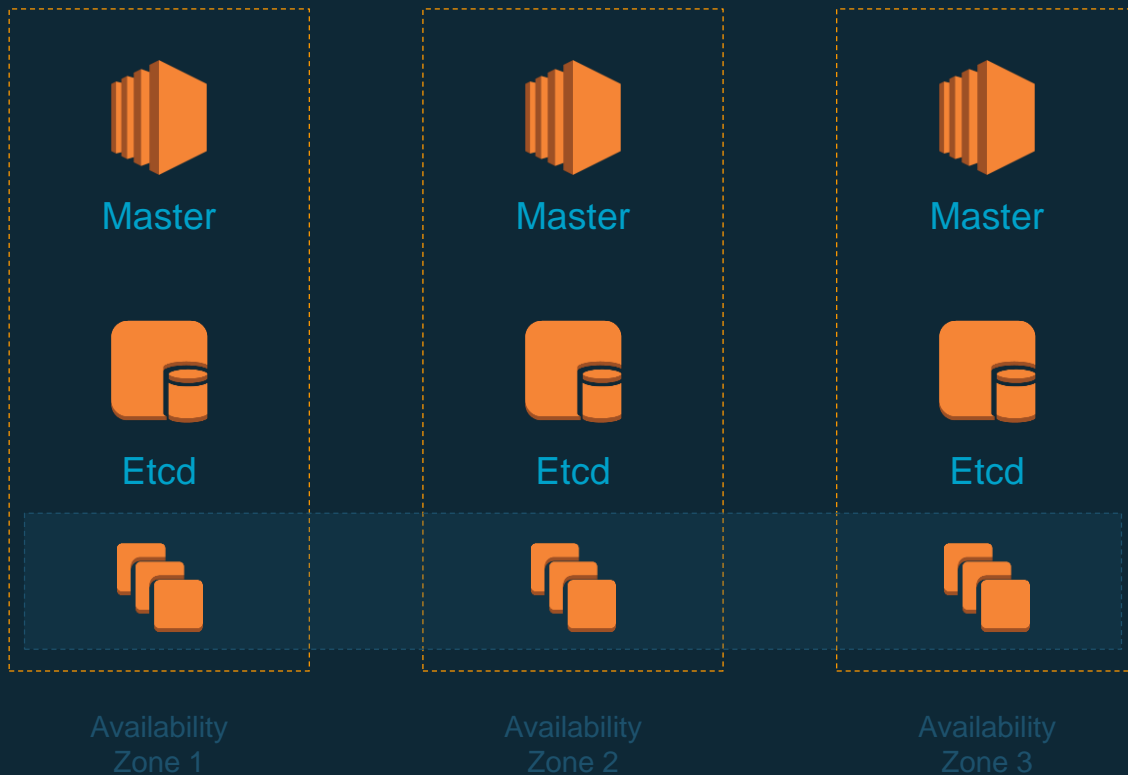 Master
Master
Master
Etcd
Etcd
Etcd
Availability
Zone 1
Availability
Zone 2
Availability
Zone 3